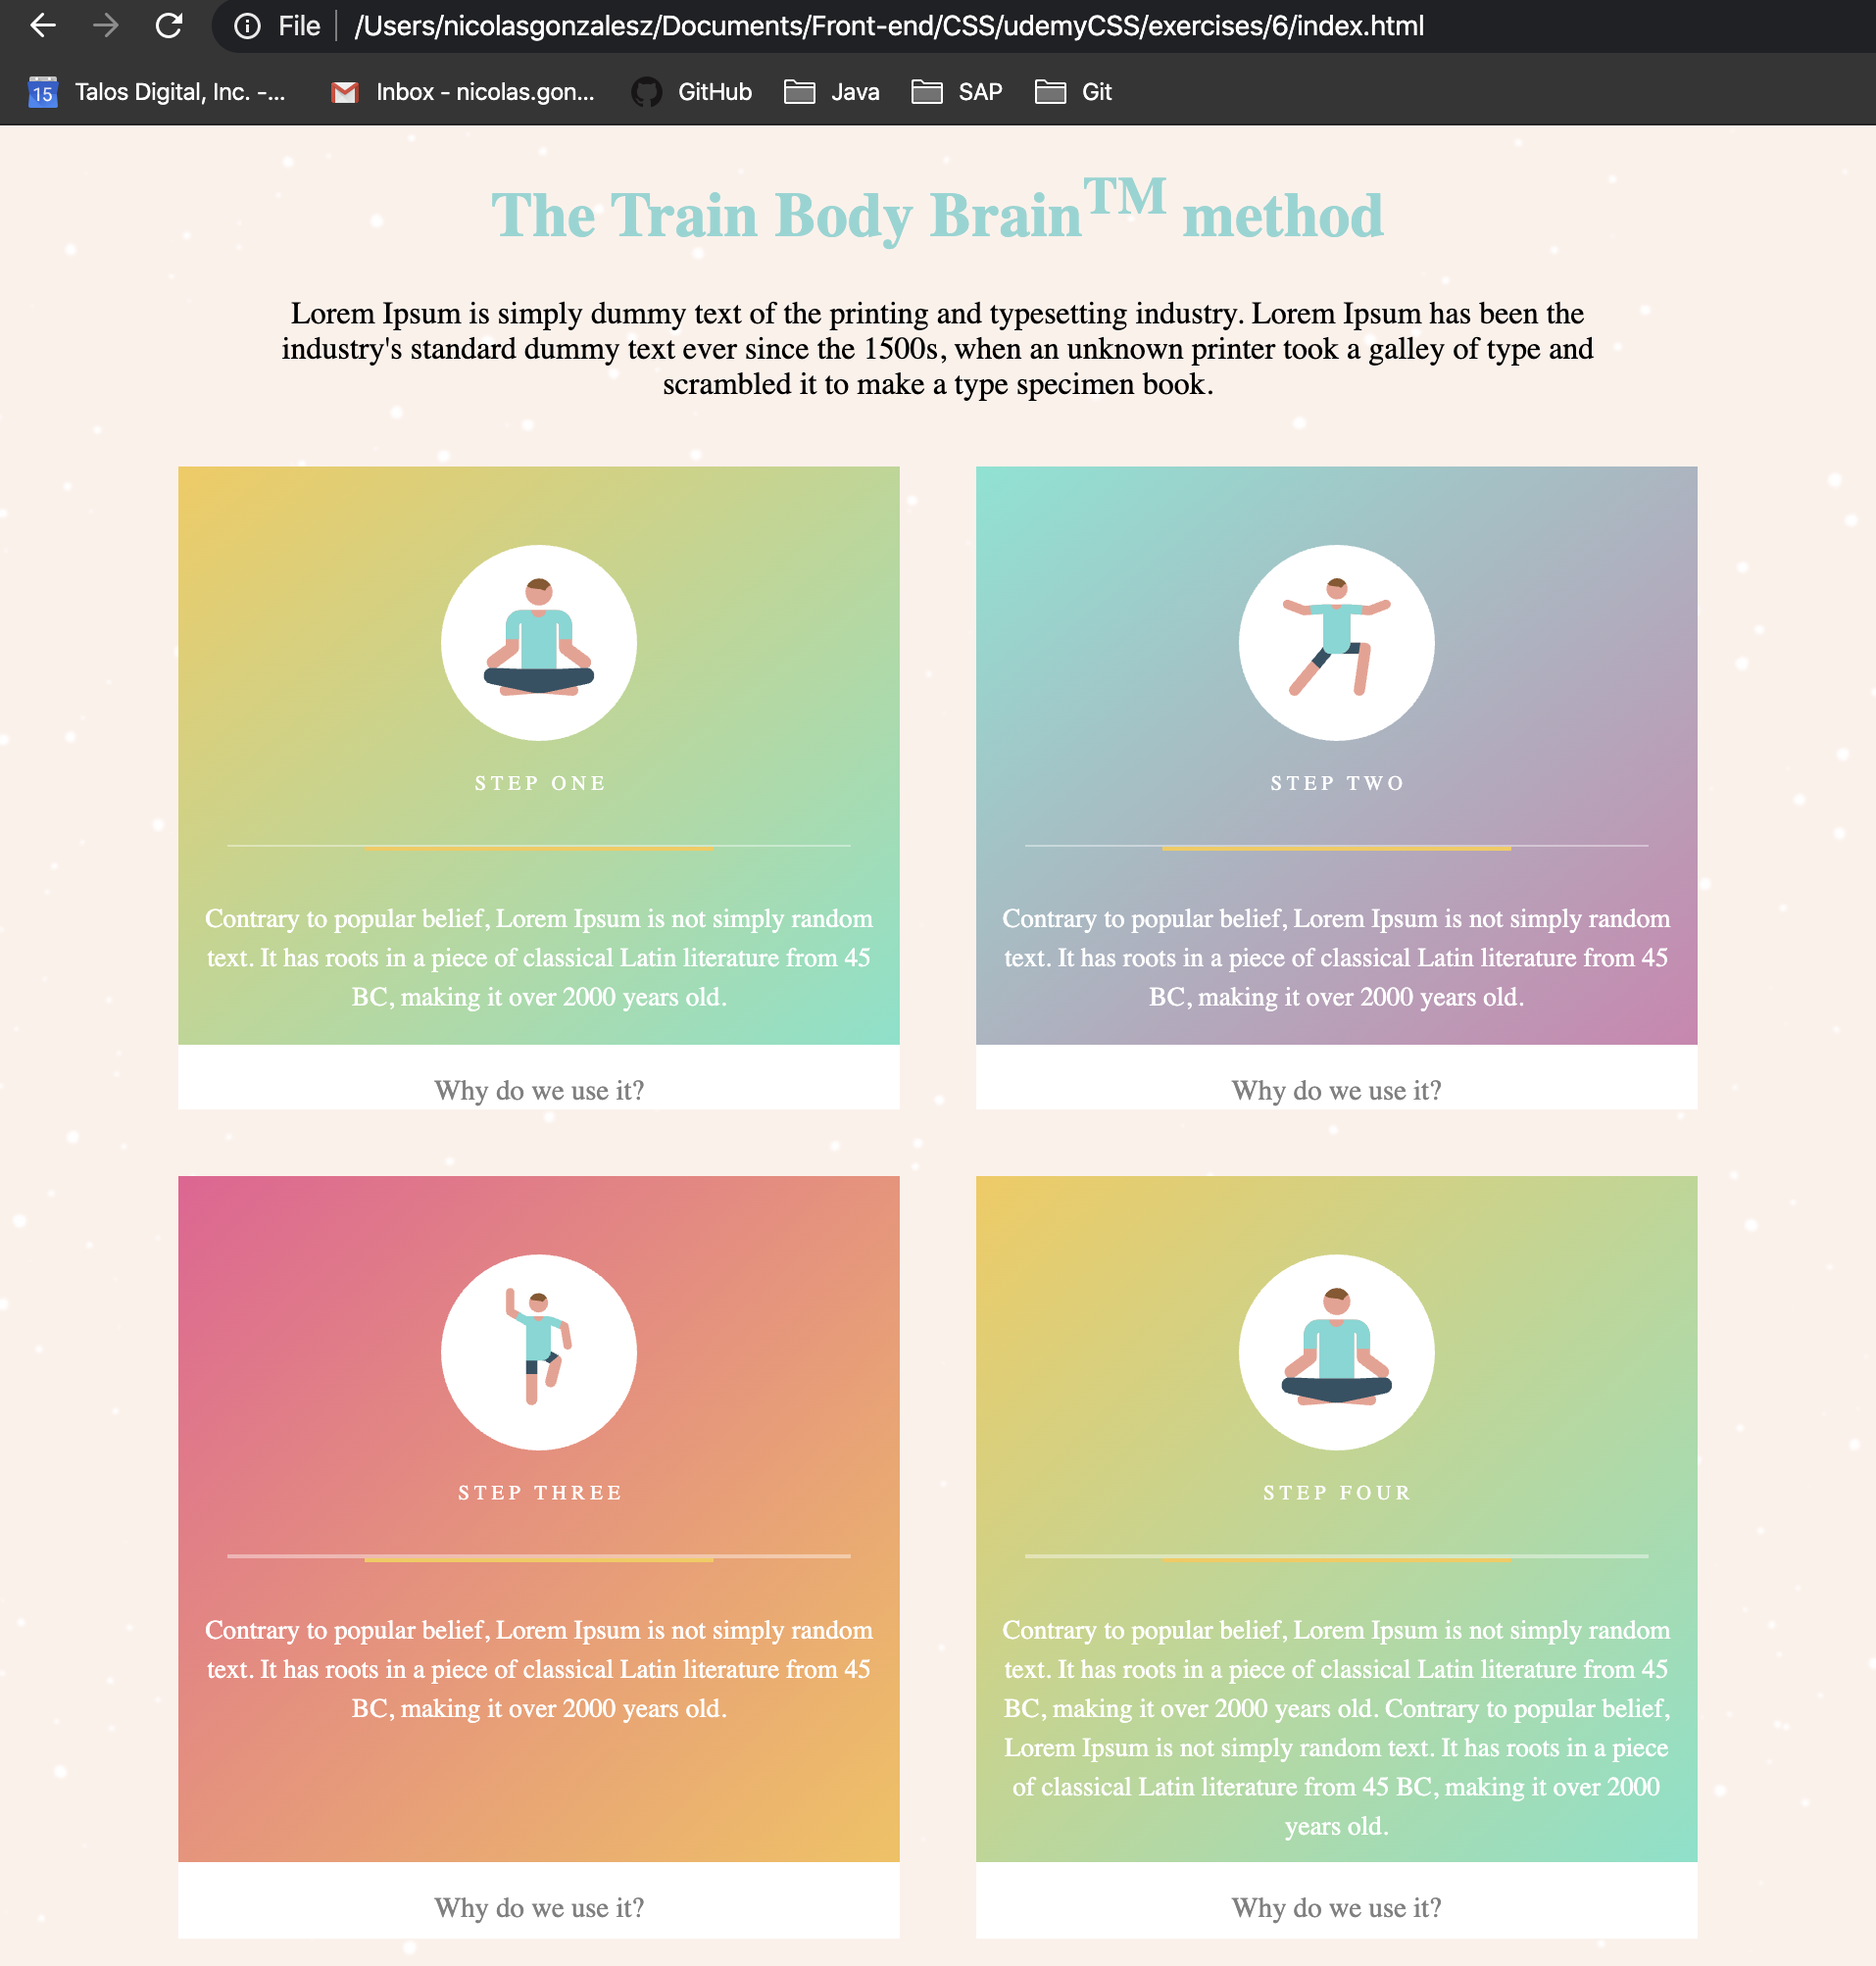 File /Users/nicolasgonzalesz/Documents/Front-end/CSS/udemyCSS/exercises/6/index.html
15 Talos Digital, Inc. -... Inbox - nicolas.gon... GitHub Java SAP Git
The Train Body Brain™ method
Lorem Ipsum is simply dummy text of the printing and typesetting industry. Lorem Ipsum has been the
industry's standard dummy text ever since the 1500s, when an unknown printer took a galley of type and
scrambled it to make a type specimen book.
STEP ONE
Contrary to popular belief, Lorem Ipsum is not simply random
text. It has roots in a piece of classical Latin literature from 45
BC, making it over 2000 years old.
Why do we use it?
STEP TWO
Contrary to popular belief, Lorem Ipsum is not simply random
text. It has roots in a piece of classical Latin literature from 45
BC, making it over 2000 years old.
Why do we use it?
STEP THREE
Contrary to popular belief, Lorem Ipsum is not simply random
text. It has roots in a piece of classical Latin literature from 45
BC, making it over 2000 years old.
Why do we use it?
STEP FOUR
Contrary to popular belief, Lorem Ipsum is not simply random
text. It has roots in a piece of classical Latin literature from 45
BC, making it over 2000 years old. Contrary to popular belief,
Lorem Ipsum is not simply random text. It has roots in a piece
of classical Latin literature from 45 BC, making it over 2000
years old.
Why do we use it?